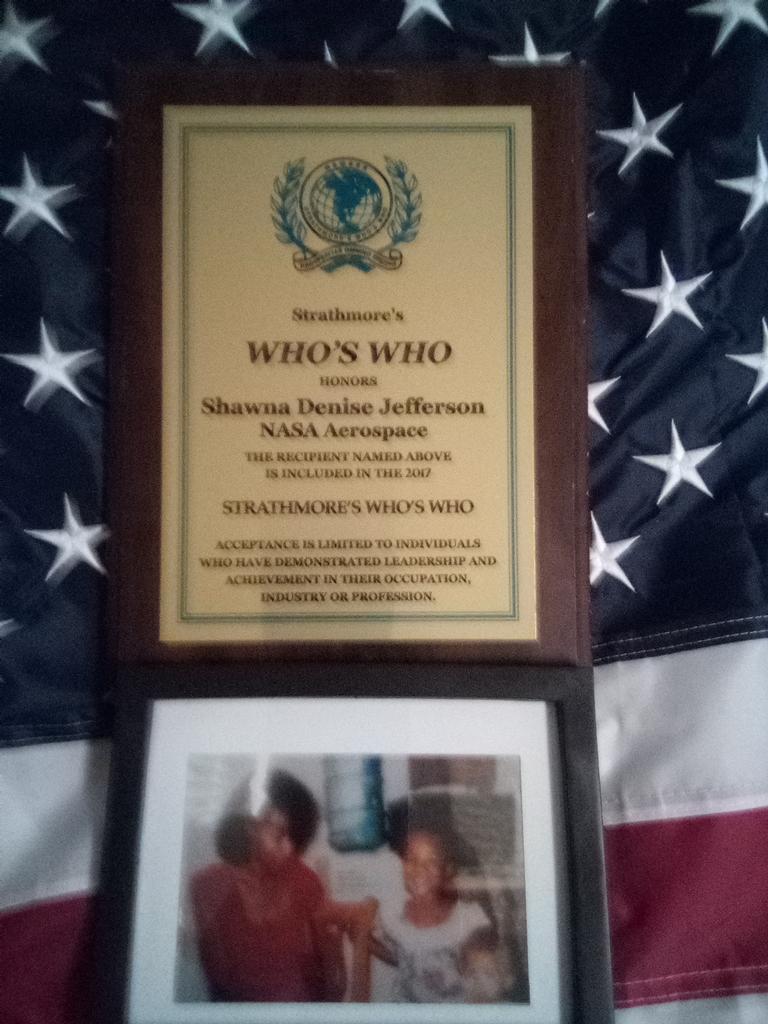 Strathmore's
WHO'S WHO
HONORS
Shawna Denise Jefferson
NASA Aerospace
THE RECIPIENT NAMED ABOVE
IS INCLUDED IN THE 2017
STRATHMORE'S WHO'S WHO
ACCEPTANCE IS LIMITED TO INDIVIDUALS
WHO HAVE DEMONSTRATED LEADERSHIP AND
ACHIEVEMENT IN THEIR OCCUPATION,
INDUSTRY OR PROFESSION.